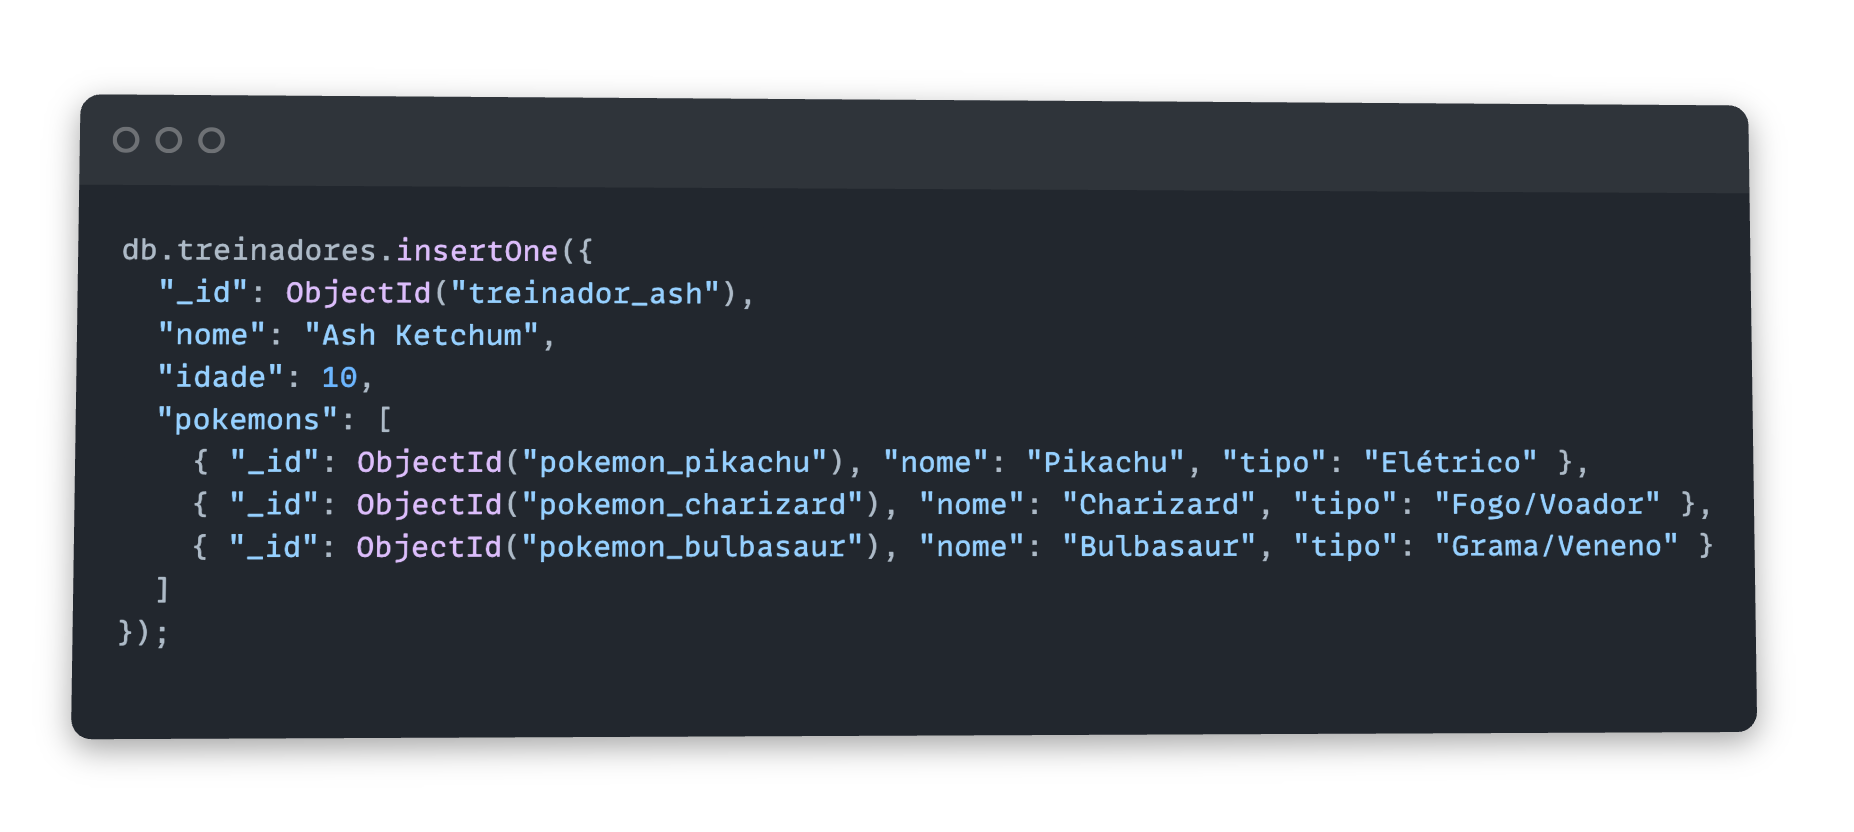 db.treinadores.insertOne({
  "_id": ObjectId("treinador_ash"),
  "nome": "Ash Ketchum",
  "idade": 10,
  "pokemons": [
    { "_id": ObjectId("pokemon_pikachu"), "nome": "Pikachu", "tipo": "Elétrico" },
    { "_id": ObjectId("pokemon_charizard"), "nome": "Charizard", "tipo": "Fogo/Voador" },
    { "_id": ObjectId("pokemon_bulbasaur"), "nome": "Bulbasaur", "tipo": "Grama/Veneno" }
  ]
});